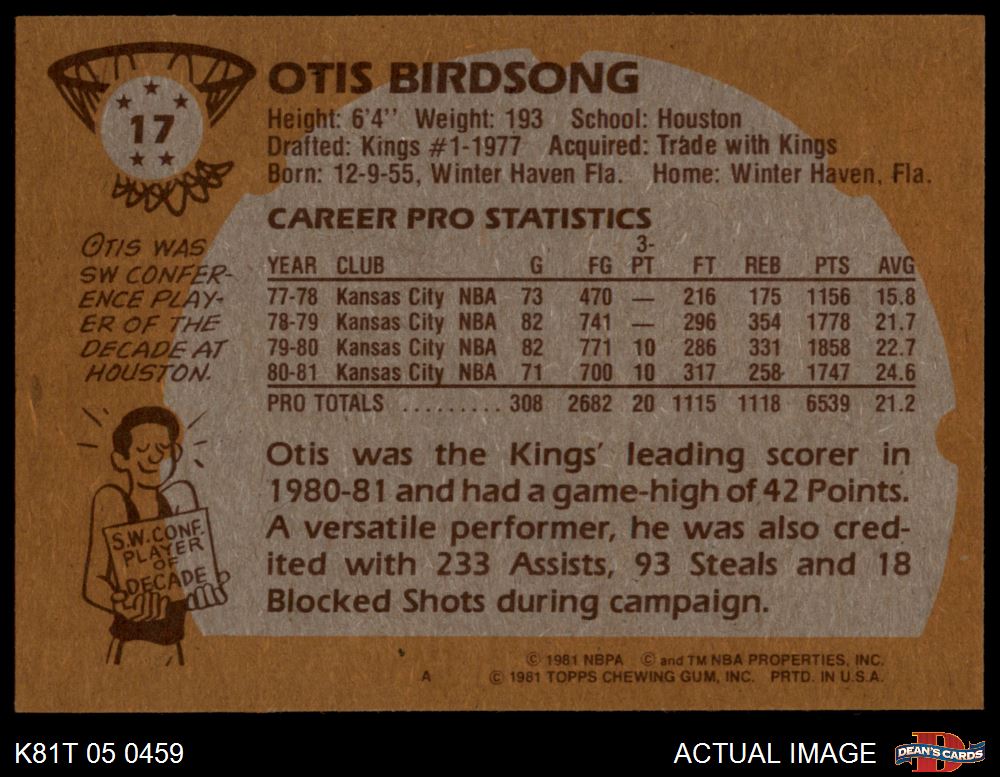 17
OTIS BIRDSONG
Height: 6'4'' Weight: 193 School: Houston
Drafted: Kings #1-1977 Acquired: Trade with Kings
Born: 12-9-55, Winter Haven Fla. Home: Winter Haven, Fla.
OTIS WAS
SW CONFER-
ENCE PLAY-
ER OF THE
DECADE AT
HOUSTON.
CAREER PRO STATISTICS
YEAR CLUB G FG 3-PT FT REB PTS AVG
77-78 Kansas City NBA 73 470 — 216 175 1156 15.8
78-79 Kansas City NBA 82 741 — 296 354 1778 21.7
79-80 Kansas City NBA 82 771 10 286 331 1858 22.7
80-81 Kansas City NBA 71 700 10 317 258 1747 24.6
PRO TOTALS ......... 308 2682 20 1115 1118 6539 21.2
S.W. CONF.
PLAYER
OF
DECADE
Otis was the Kings' leading scorer in
1980-81 and had a game-high of 42 Points.
A versatile performer, he was also cred-
ited with 233 Assists, 93 Steals and 18
Blocked Shots during campaign.
© 1981 NBPA © and TM NBA PROPERTIES, INC.
A © 1981 TOPPS CHEWING GUM, INC. PRTD. IN U.S.A.
K81T 05 0459 ACTUAL IMAGE
D
DEAN'S CARDS